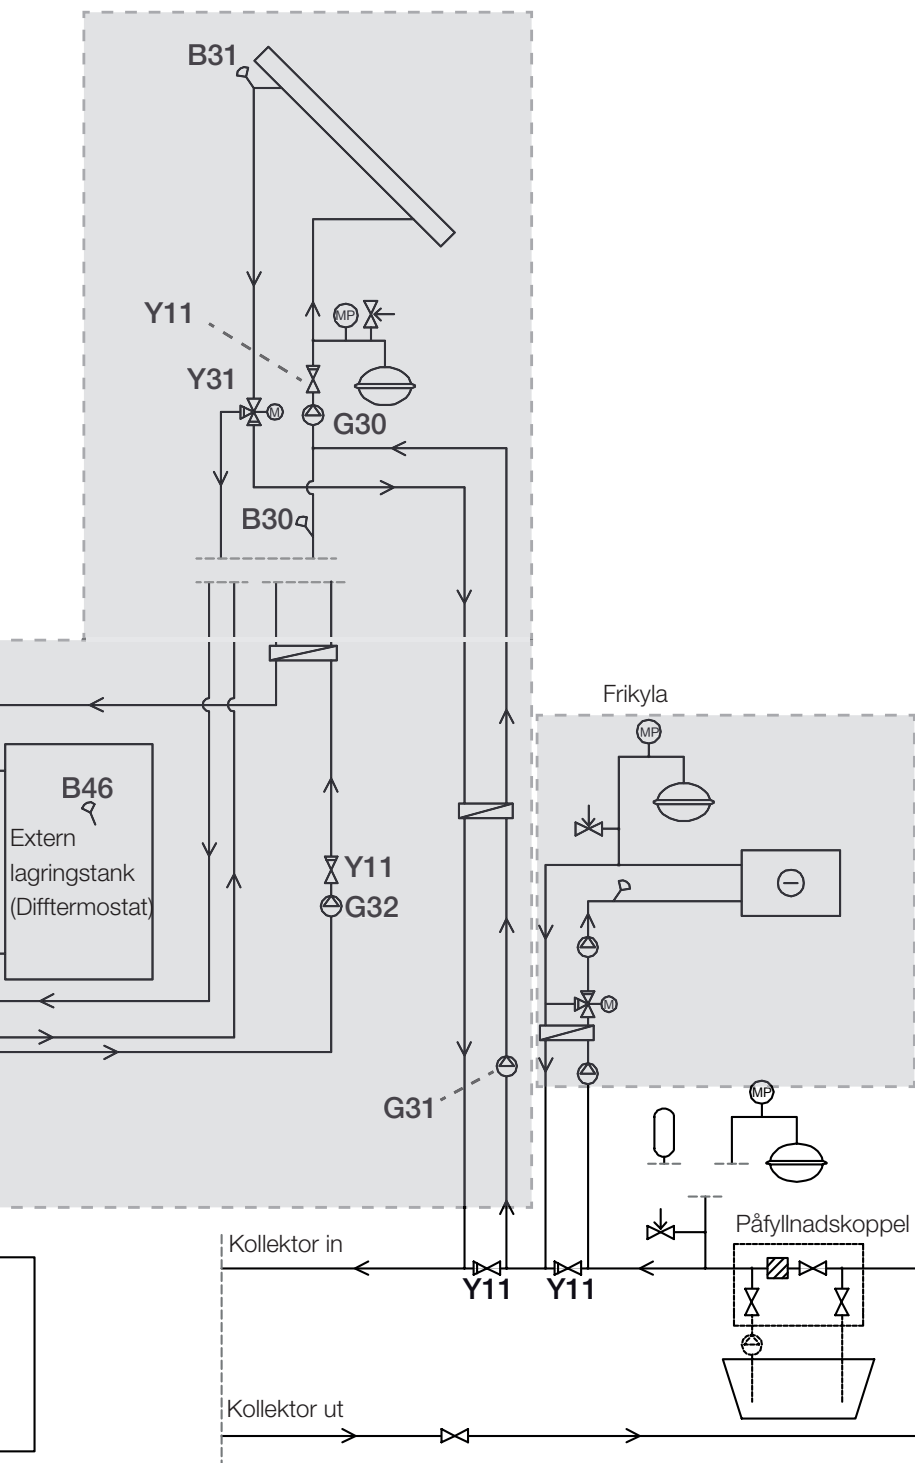 B31
Y11
MP
Y31
M
G30
B30
Frikyla
MP
B46
Extern
lagringstank
(Difftermostat)
Y11
G32
M
G31
MP
Påfyllnadskoppel
Kollektor in
Y11
Y11
Kollektor ut